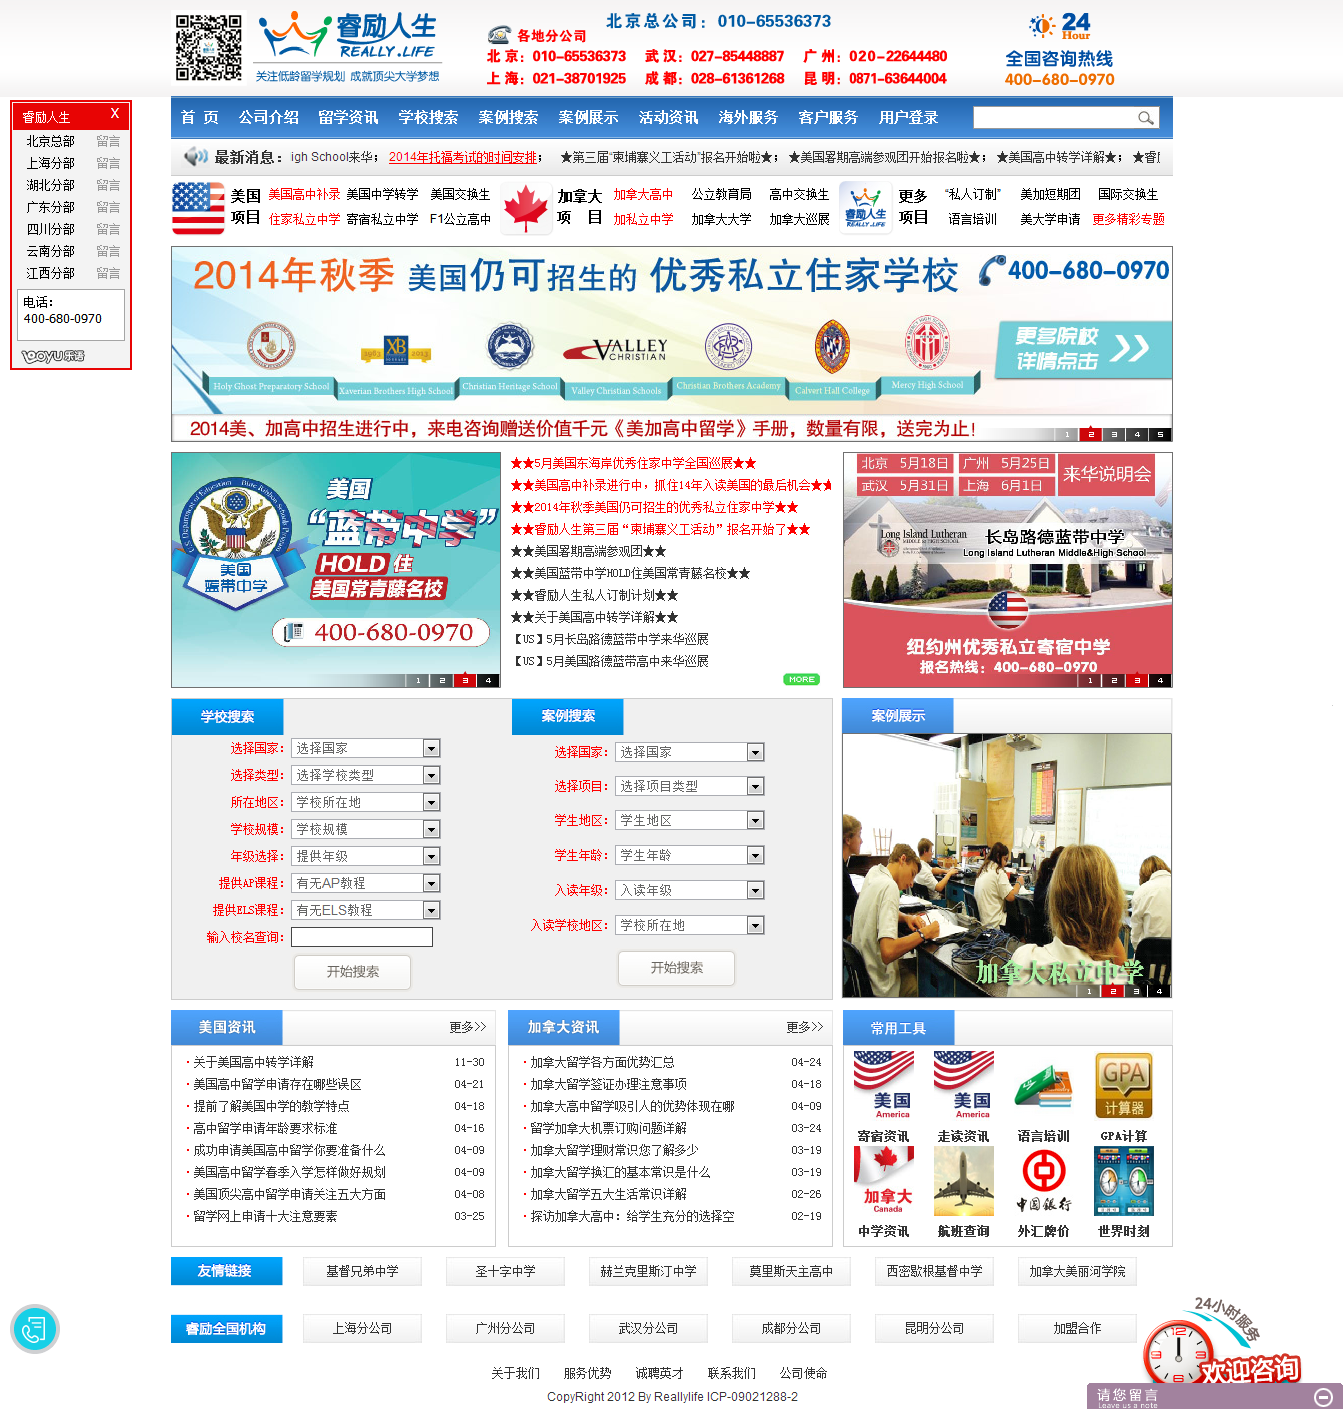 睿励人生
REALLY.LIFE
关注低龄留学规划 成就顶尖大学梦想
北京总公司：010-65536373
各地分公司
北 京：010-65536373 武 汉：027-85448887 广 州：020-22644480
上 海：021-38701925 成 都：028-61361268 昆 明：0871-63644004
24
Hour
全国咨询热线
400-680-0970
睿励人生 X
北京总部 留言
上海分部 留言
湖北分部 留言
广东分部 留言
四川分部 留言
云南分部 留言
江西分部 留言
电话：
400-680-0970
乐语
首 页 公司介绍 留学资讯 学校搜索 案例搜索 案例展示 活动资讯 海外服务 客户服务 用户登录
最新消息： igh School来华； 2014年托福考试的时间安排； ★第三届“柬埔寨义工活动”报名开始啦★； ★美国暑期高端参观团开始报名啦★； ★美国高中转学详解★； ★睿
美国项目 美国高中补录 美国中学转学 美国交换生 加拿大项 目 加拿大高中 公立教育局 高中交换生 睿励人生 REALLY.LIFE 更多项目 “私人订制” 美加短期团 国际交换生
住家私立中学 寄宿私立中学 F1公立高中 加私立中学 加拿大大学 加拿大巡展 语言培训 美大学申请 更多精彩专题
2014年秋季 美国仍可招生的 优秀私立住家学校 400-680-0970
XB
VALLEY
CHRISTIAN
更多院校
详情点击
Holy Ghost Preparatory School Xaverian Brothers High School Christian Heritage School Valley Christian Schools Christian Brothers Academy Calvert Hall College Mercy High School
2014美、加高中招生进行中，来电咨询赠送价值千元《美加高中留学》手册，数量有限，送完为止！
1 2 3 4 5
美国
“蓝带中学”
HOLD 住
美国常青藤名校
美国
蓝带中学
400-680-0970
1 2 3 4
★★5月美国东海岸优秀住家中学全国巡展★★
★★美国高中补录进行中，抓住14年入读美国的最后机会★★
★★2014年秋季美国仍可招生的优秀私立住家中学★★
★★睿励人生第三届“柬埔寨义工活动”报名开始了★★
★★美国暑期高端参观团★★
★★美国蓝带中学HOLD住美国常青藤名校★★
★★睿励人生私人订制计划★★
★★关于美国高中转学详解★★
【US】5月长岛路德蓝带中学来华巡展
【US】5月美国路德蓝带高中来华巡展
MORE
北京 5月18日 广州 5月25日 来华说明会
武汉 5月31日 上海 6月1日
Long Island Lutheran
MIDDLE & HIGH SCHOOL
长岛路德蓝带中学
Long Island Lutheran Middle&High School
纽约州优秀私立寄宿中学
报名热线：400-680-0970
1 2 3 4
学校搜索
选择国家： 选择国家
选择类型： 选择学校类型
所在地区： 学校所在地
学校规模： 学校规模
年级选择： 提供年级
提供AP课程： 有无AP教程
提供ELS课程： 有无ELS教程
输入校名查询：
开始搜索
案例搜索
选择国家： 选择国家
选择项目： 选择项目类型
学生地区： 学生地区
学生年龄： 学生年龄
入读年级： 入读年级
入读学校地区： 学校所在地
开始搜索
案例展示
加拿大私立中学
1 2 3 4
美国资讯 更多>>
·关于美国高中转学详解 11-30
·美国高中留学申请存在哪些误区 04-21
·提前了解美国中学的教学特点 04-18
·高中留学申请年龄要求标准 04-16
·成功申请美国高中留学你要准备什么 04-09
·美国高中留学春季入学怎样做好规划 04-09
·美国顶尖高中留学申请关注五大方面 04-08
·留学网上申请十大注意要素 03-25
加拿大资讯 更多>>
·加拿大留学各方面优势汇总 04-24
·加拿大留学签证办理注意事项 04-18
·加拿大高中留学吸引人的优势体现在哪 04-09
·留学加拿大机票订购问题详解 03-24
·加拿大留学理财常识您了解多少 03-19
·加拿大留学换汇的基本常识是什么 03-19
·加拿大留学五大生活常识详解 02-26
·探访加拿大高中：给学生充分的选择空 02-19
常用工具
美国 America 美国 America GPA 计算器
寄宿资讯 走读资讯 语言培训 GPA计算
加拿大 Canada 中国银行
中学资讯 航班查询 外汇牌价 世界时刻
友情链接 基督兄弟中学 圣十字中学 赫兰克里斯汀中学 莫里斯天主高中 西密歇根基督中学 加拿大美丽河学院
睿励全国机构 上海分公司 广州分公司 武汉分公司 成都分公司 昆明分公司 加盟合作
关于我们 服务优势 诚聘英才 联系我们 公司使命
CopyRight 2012 By Reallylife ICP-09021288-2
24小时服务
欢迎咨询
请您留言
Leave us a note